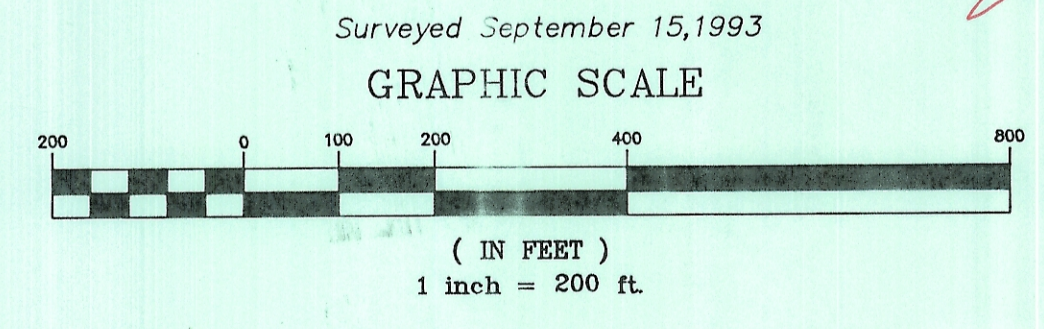 Surveyed September 15,1993
GRAPHIC SCALE
200 0 100 200 400 800
( IN FEET )
1 inch = 200 ft.